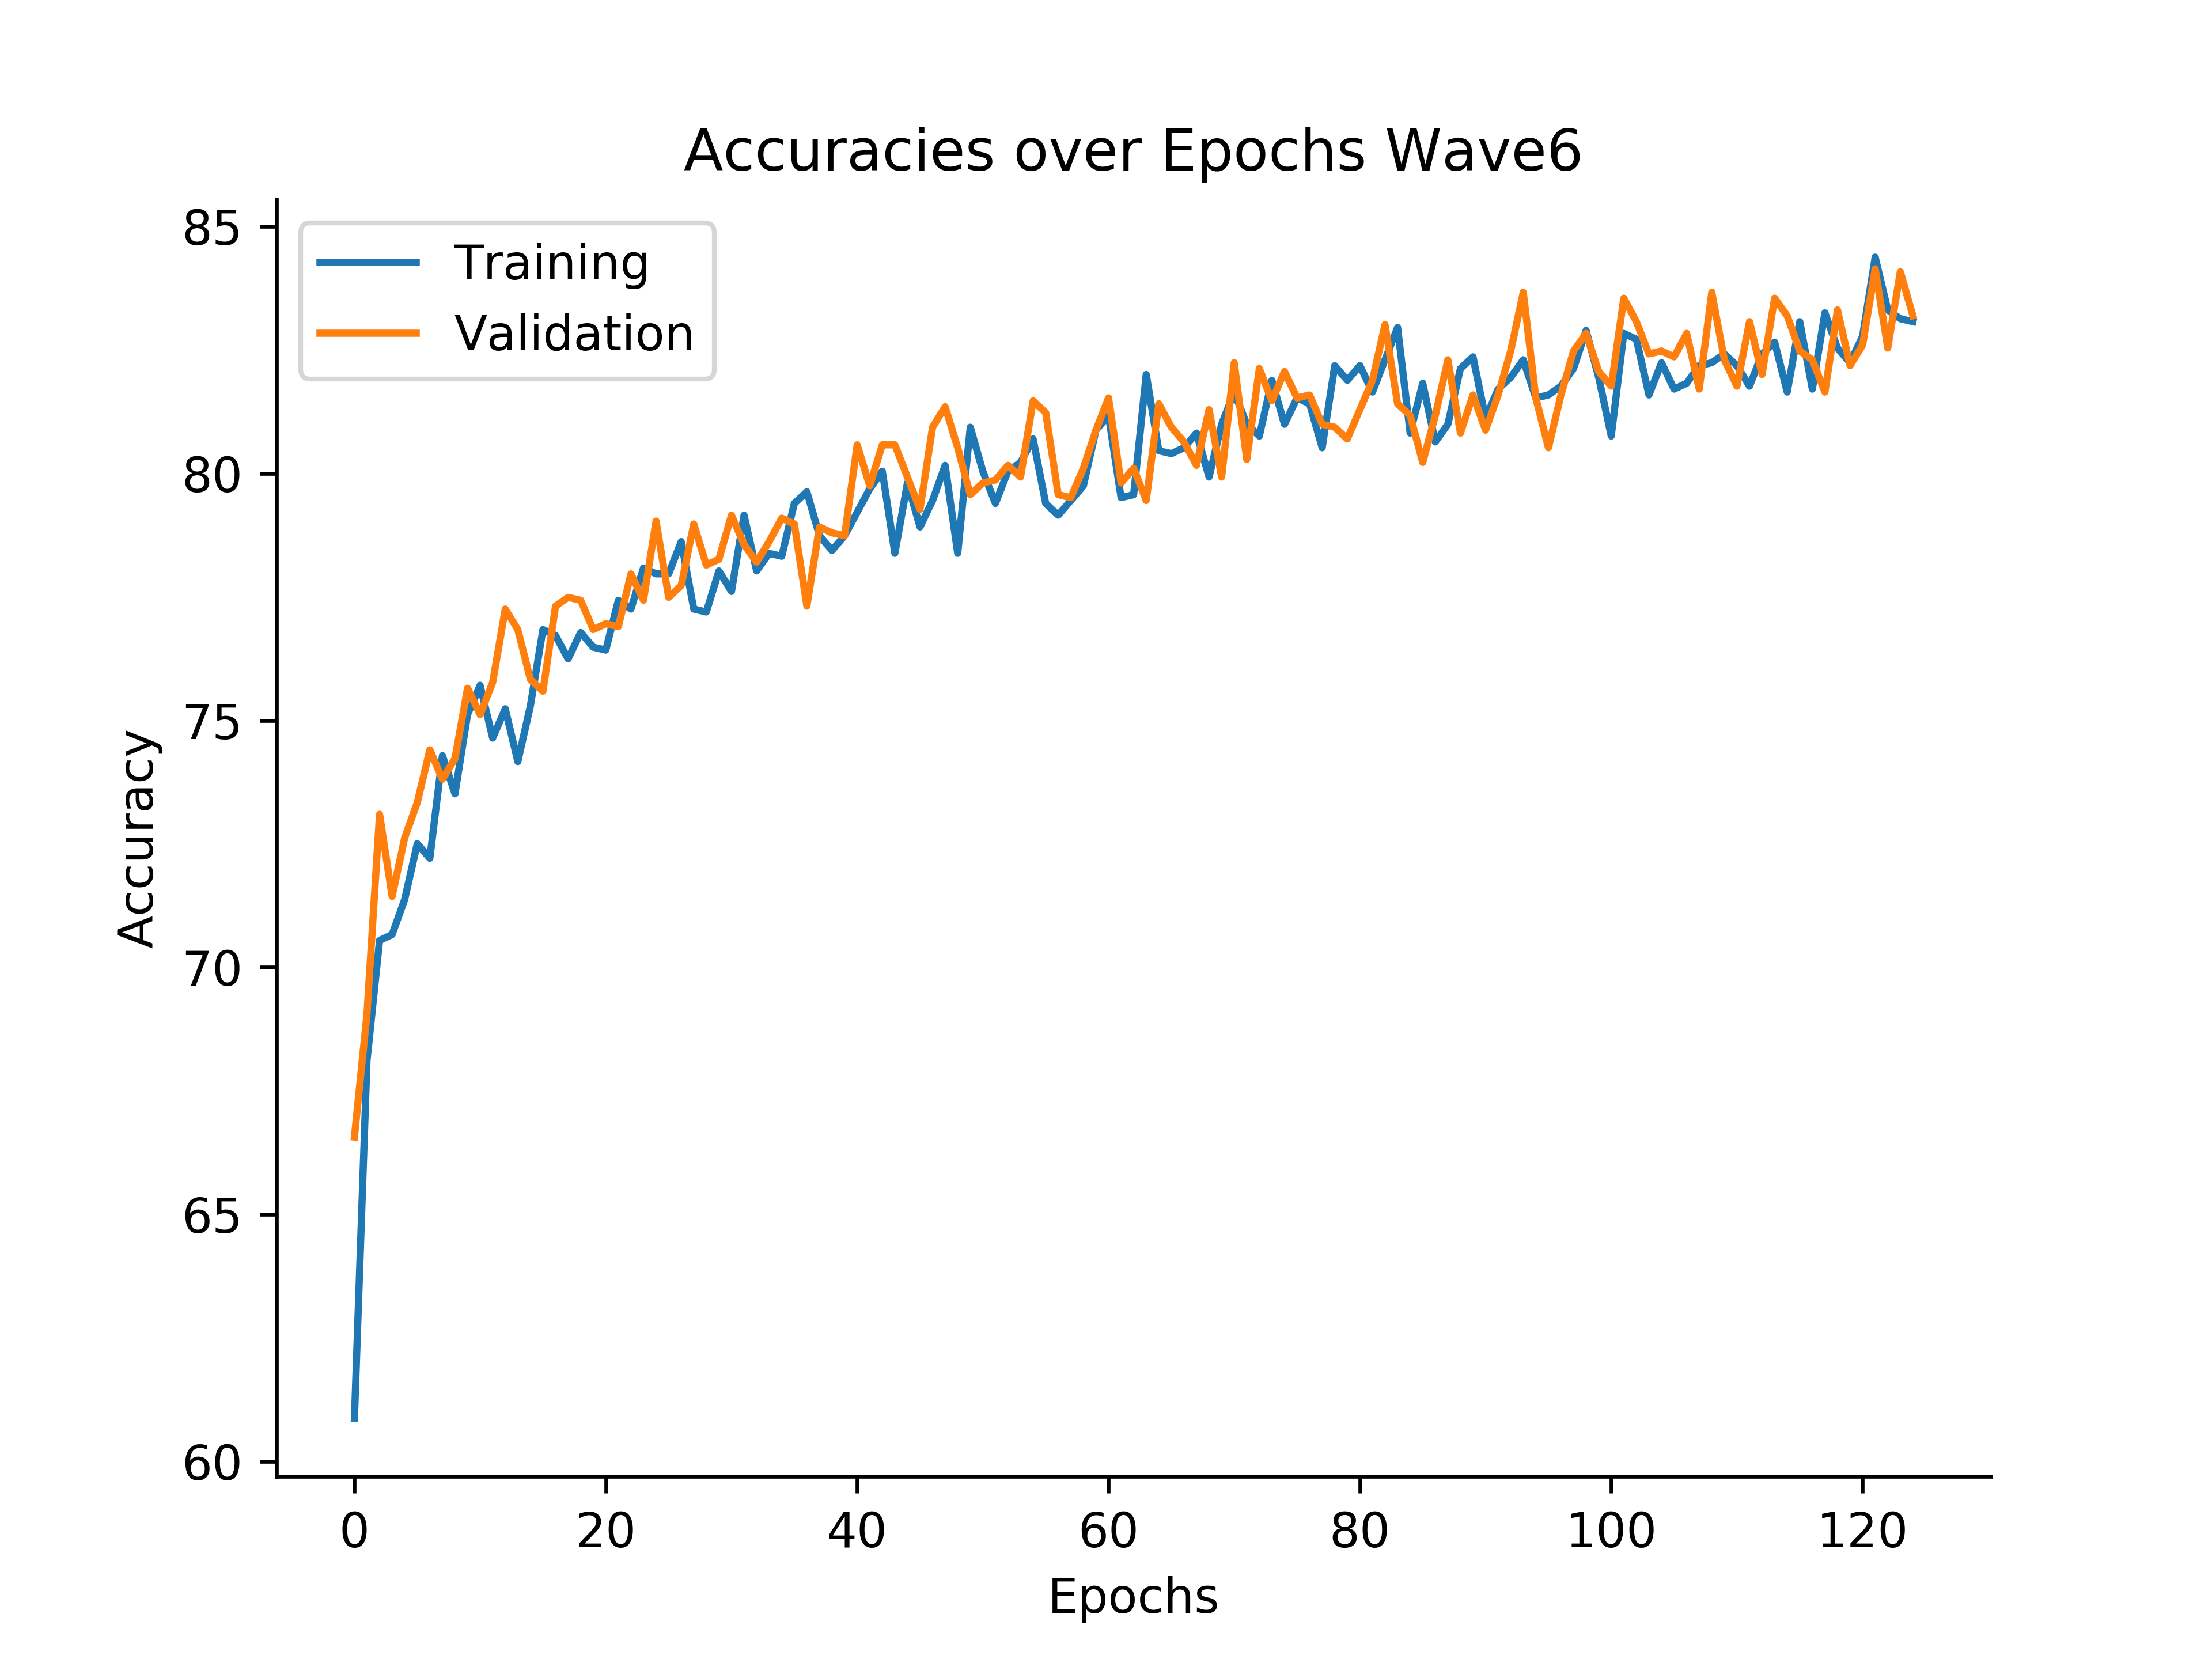 Accuracies over Epochs Wave6
Training
Validation
Accuracy
85
80
75
70
65
60
0 20 40 60 80 100 120
Epochs